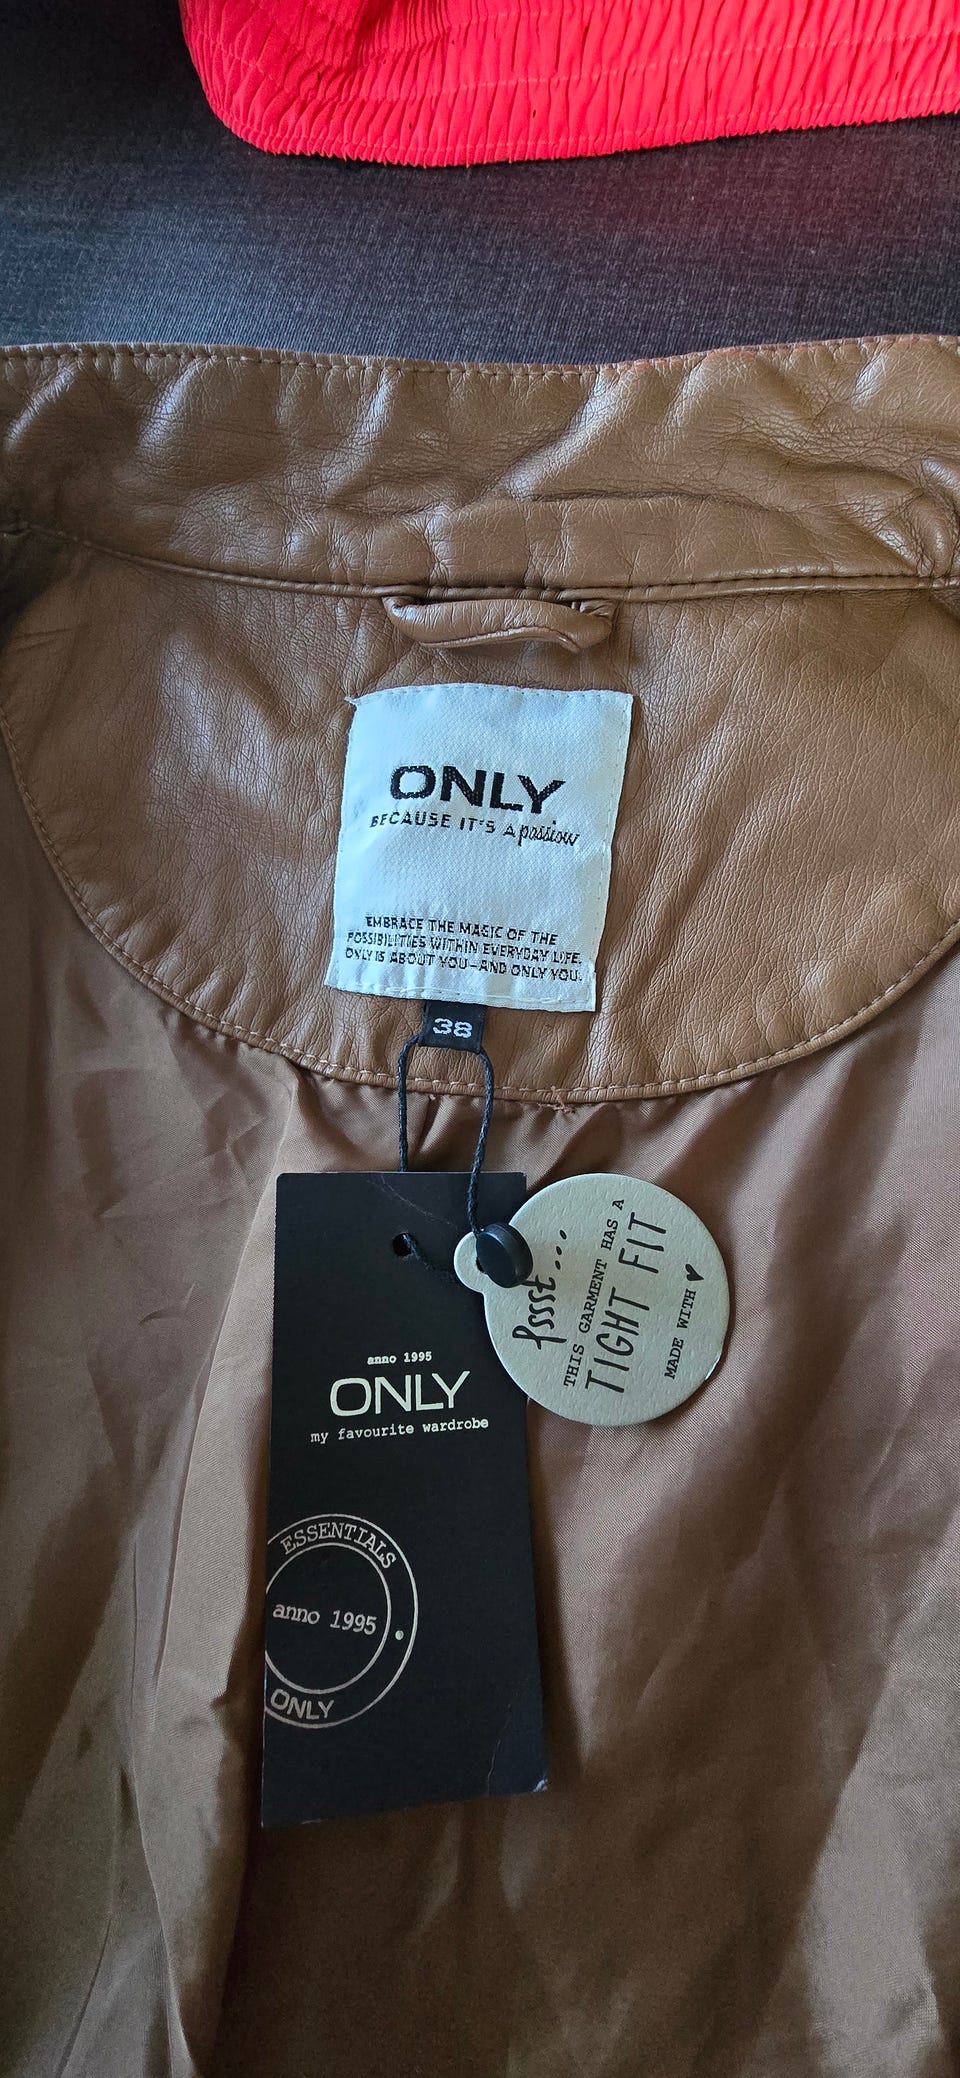 ONLY
BECAUSE IT'S A passion
EMBRACE THE MAGIC OF THE
POSSIBILITIES WITHIN EVERYDAY LIFE.
ONLY IS ABOUT YOU—AND ONLY YOU.
38
anno 1995
ONLY
my favourite wardrobe
ESSENTIALS
anno 1995
ONLY
Psssst...
THIS GARMENT HAS A
TIGHT FIT
MADE WITH ♥